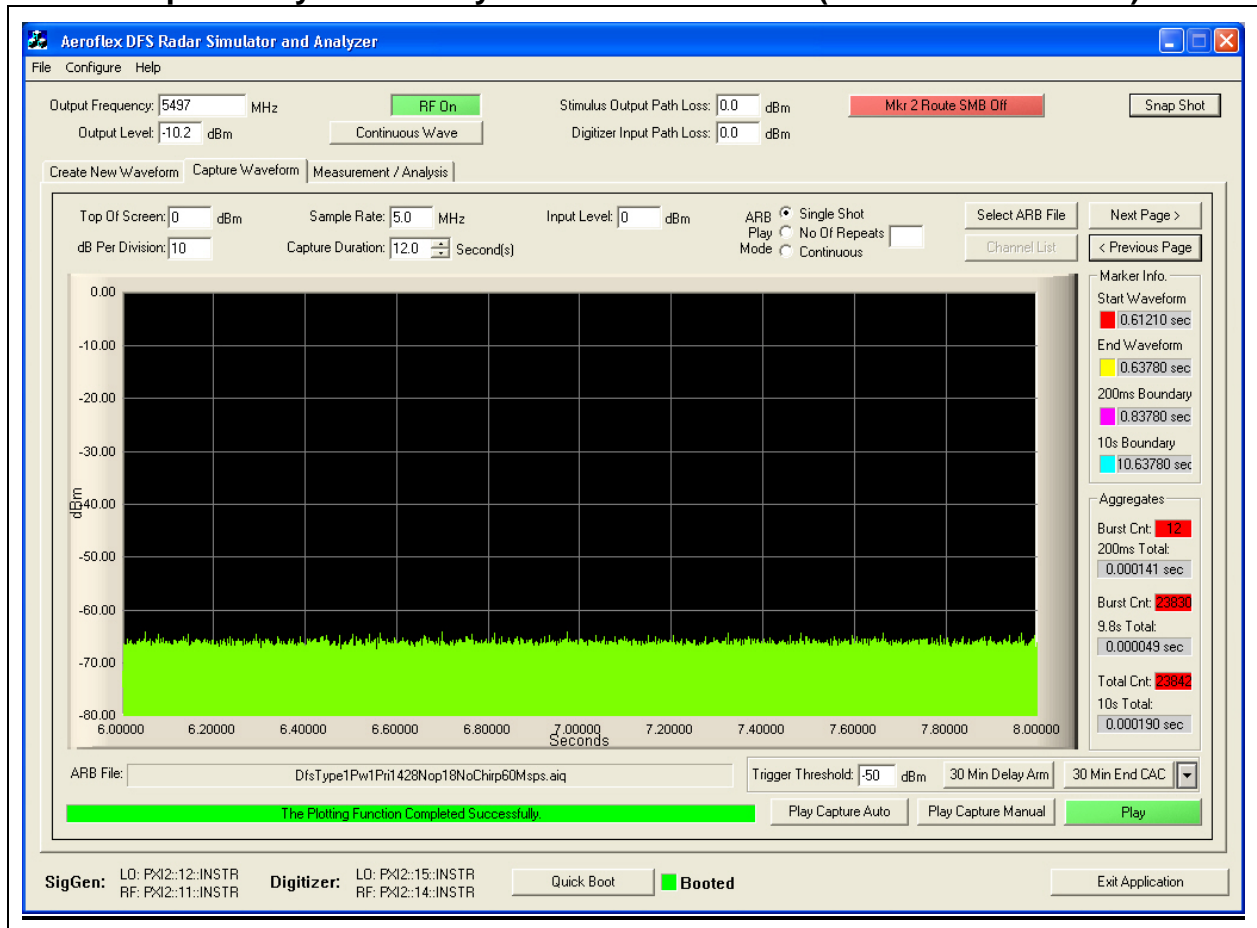 Aeroflex DFS Radar Simulator and Analyzer
File Configure Help
Output Frequency: 5497 MHz
RF On
Stimulus Output Path Loss: 0.0 dBm
Mkr 2 Route SMB Off
Snap Shot
Output Level: -10.2 dBm
Continuous Wave
Digitizer Input Path Loss: 0.0 dBm
Create New Waveform Capture Waveform Measurement / Analysis
Top Of Screen: 0 dBm
Sample Rate: 5.0 MHz
Input Level: 0 dBm
ARB Play Mode
Single Shot
No Of Repeats
Continuous
Select ARB File
Next Page >
dB Per Division: 10
Capture Duration: 12.0 Second(s)
Channel List
< Previous Page
0.00
-10.00
-20.00
-30.00
-40.00
-50.00
-60.00
-70.00
-80.00
dBm
6.00000 6.20000 6.40000 6.60000 6.80000 7.00000 7.20000 7.40000 7.60000 7.80000 8.00000
Seconds
Marker Info.
Start Waveform
0.61210 sec
End Waveform
0.63780 sec
200ms Boundary
0.83780 sec
10s Boundary
10.63780 sec
Aggregates
Burst Cnt: 12
200ms Total:
0.000141 sec
Burst Cnt: 23830
9.8s Total:
0.000049 sec
Total Cnt: 23842
10s Total:
0.000190 sec
ARB File: DfsType1Pw1Pri1428Nop18NoChirp60Msps.aiq
Trigger Threshold: -50 dBm
30 Min Delay Arm
30 Min End CAC
The Plotting Function Completed Successfully.
Play Capture Auto
Play Capture Manual
Play
SigGen: LO: PXI2::12::INSTR
RF: PXI2::11::INSTR
Digitizer: LO: PXI2::15::INSTR
RF: PXI2::14::INSTR
Quick Boot
Booted
Exit Application